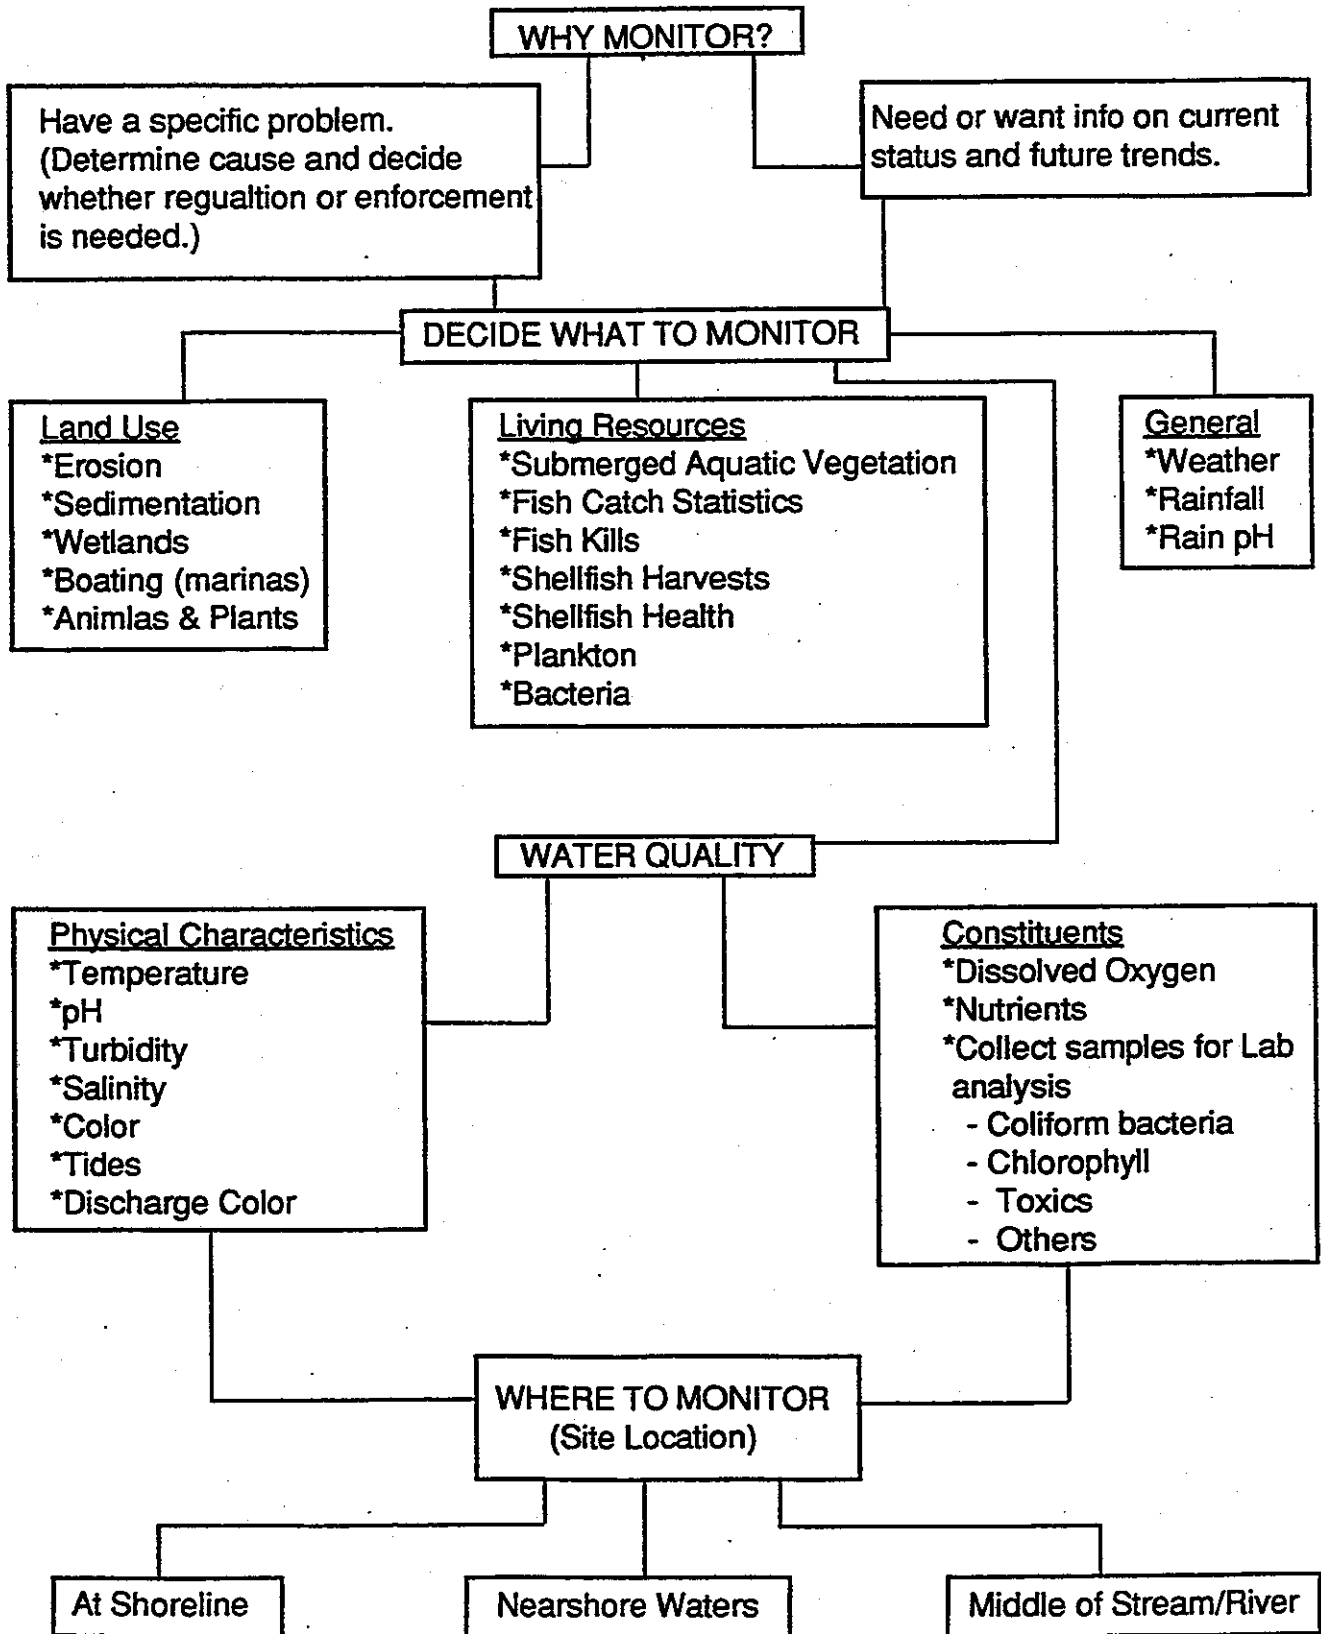 WHY MONITOR?
Have a specific problem.
(Determine cause and decide
whether regualtion or enforcement
is needed.)
Need or want info on current
status and future trends.
DECIDE WHAT TO MONITOR
Land Use
*Erosion
*Sedimentation
*Wetlands
*Boating (marinas)
*Animlas & Plants
Living Resources
*Submerged Aquatic Vegetation
*Fish Catch Statistics
*Fish Kills
*Shellfish Harvests
*Shellfish Health
*Plankton
*Bacteria
General
*Weather
*Rainfall
*Rain pH
WATER QUALITY
Physical Characteristics
*Temperature
*pH
*Turbidity
*Salinity
*Color
*Tides
*Discharge Color
Constituents
*Dissolved Oxygen
*Nutrients
*Collect samples for Lab
analysis
- Coliform bacteria
- Chlorophyll
- Toxics
- Others
WHERE TO MONITOR
(Site Location)
At Shoreline
Nearshore Waters
Middle of Stream/River